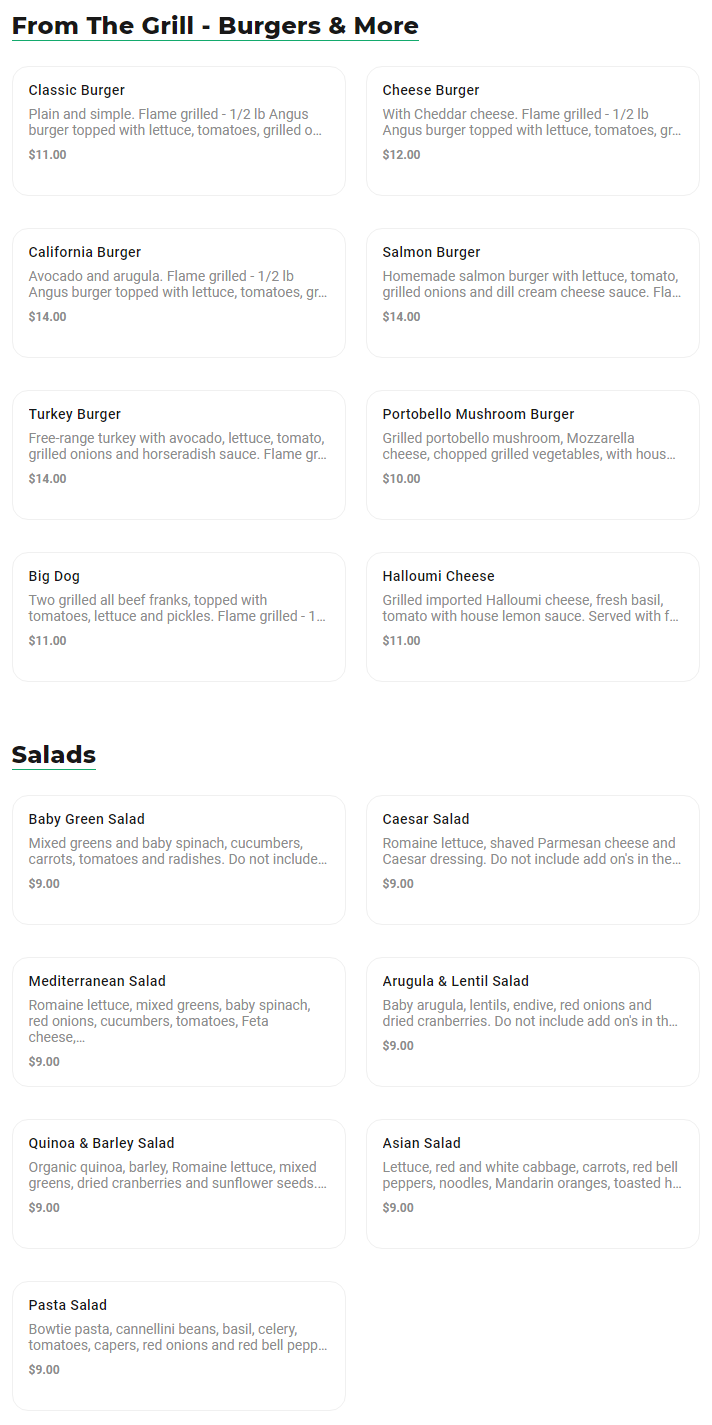 From The Grill - Burgers & More
Classic Burger
Plain and simple. Flame grilled - 1/2 lb Angus
burger topped with lettuce, tomatoes, grilled o...
$11.00
Cheese Burger
With Cheddar cheese. Flame grilled - 1/2 lb
Angus burger topped with lettuce, tomatoes, gr...
$12.00
California Burger
Avocado and arugula. Flame grilled - 1/2 lb
Angus burger topped with lettuce, tomatoes, gr...
$14.00
Salmon Burger
Homemade salmon burger with lettuce, tomato,
grilled onions and dill cream cheese sauce. Fla...
$14.00
Turkey Burger
Free-range turkey with avocado, lettuce, tomato,
grilled onions and horseradish sauce. Flame gr...
$14.00
Portobello Mushroom Burger
Grilled portobello mushroom, Mozzarella
cheese, chopped grilled vegetables, with hous...
$10.00
Big Dog
Two grilled all beef franks, topped with
tomatoes, lettuce and pickles. Flame grilled - 1...
$11.00
Halloumi Cheese
Grilled imported Halloumi cheese, fresh basil,
tomato with house lemon sauce. Served with f...
$11.00
Salads
Baby Green Salad
Mixed greens and baby spinach, cucumbers,
carrots, tomatoes and radishes. Do not include...
$9.00
Caesar Salad
Romaine lettuce, shaved Parmesan cheese and
Caesar dressing. Do not include add on's in the...
$9.00
Mediterranean Salad
Romaine lettuce, mixed greens, baby spinach,
red onions, cucumbers, tomatoes, Feta
cheese,...
$9.00
Arugula & Lentil Salad
Baby arugula, lentils, endive, red onions and
dried cranberries. Do not include add on's in th...
$9.00
Quinoa & Barley Salad
Organic quinoa, barley, Romaine lettuce, mixed
greens, dried cranberries and sunflower seeds....
$9.00
Asian Salad
Lettuce, red and white cabbage, carrots, red bell
peppers, noodles, Mandarin oranges, toasted h...
$9.00
Pasta Salad
Bowtie pasta, cannellini beans, basil, celery,
tomatoes, capers, red onions and red bell pepp...
$9.00